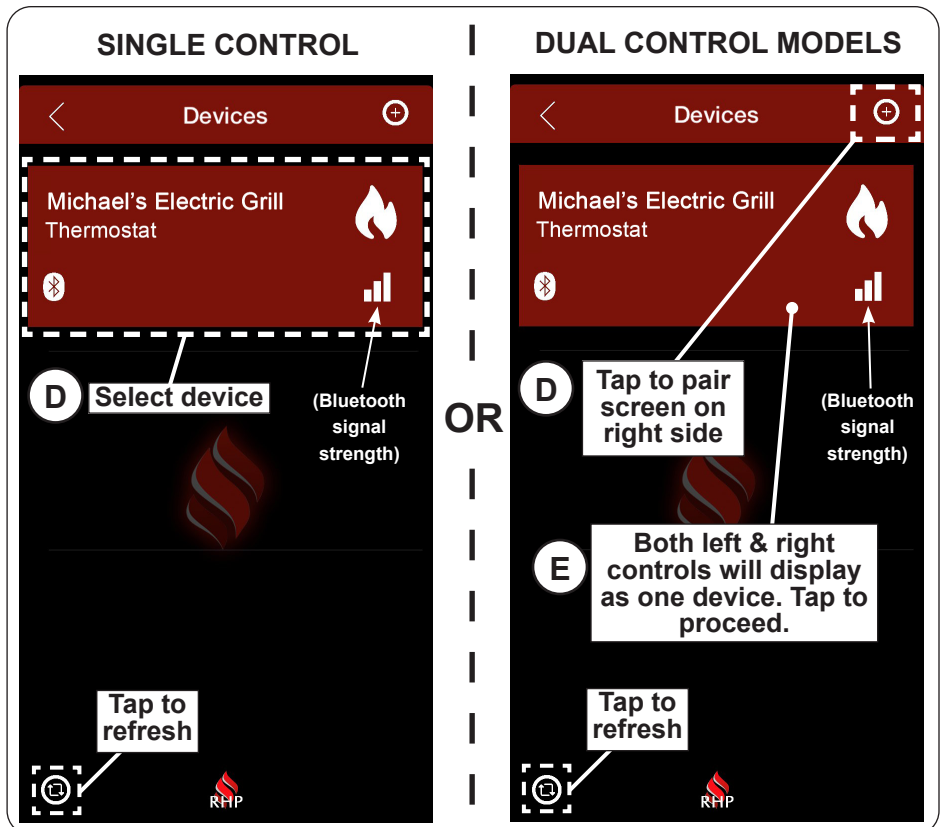 SINGLE CONTROL
Devices
Michael's Electric Grill
Thermostat
D
Select device
(Bluetooth
signal
strength)
Tap to
refresh
RHP
OR
DUAL CONTROL MODELS
Devices
Michael's Electric Grill
Thermostat
D
Tap to pair
screen on
right side
(Bluetooth
signal
strength)
E
Both left & right
controls will display
as one device. Tap to
proceed.
Tap to
refresh
RHP